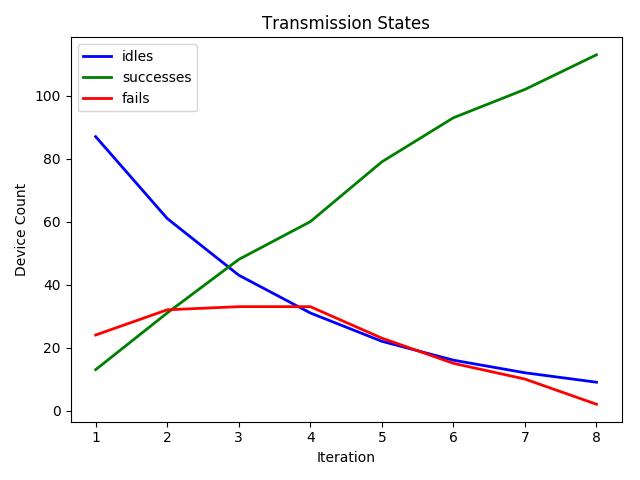 Transmission States
idles
successes
fails
Device Count
100
80
60
40
20
0
1 2 3 4 5 6 7 8
Iteration